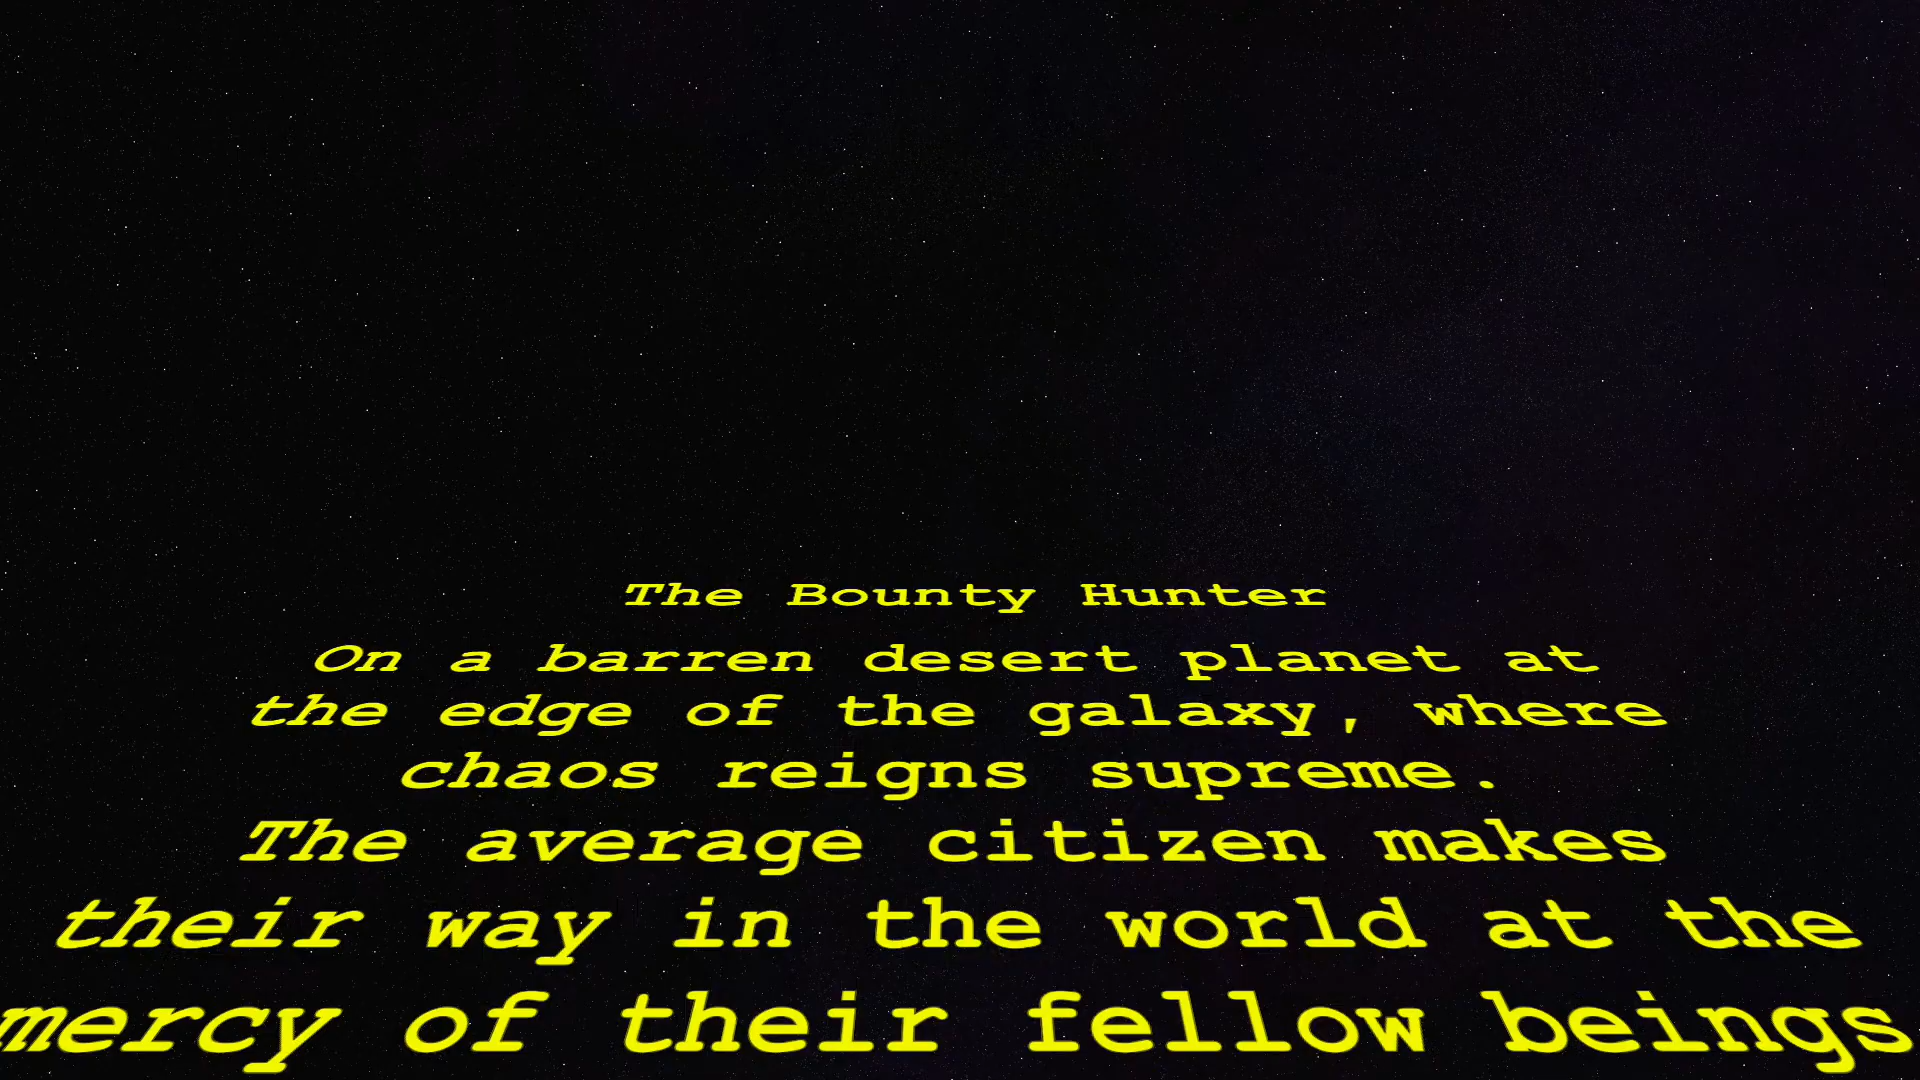 The Bounty Hunter
On a barren desert planet at
the edge of the galaxy, where
chaos reigns supreme.
The average citizen makes
their way in the world at the
mercy of their fellow beings